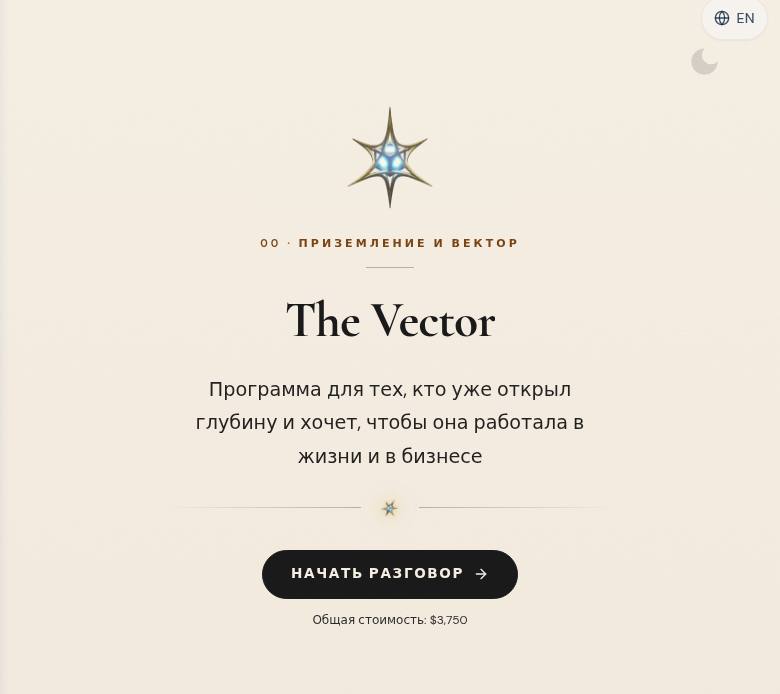 EN
00 · ПРИЗЕМЛЕНИЕ И ВЕКТОР
The Vector
Программа для тех, кто уже открыл
глубину и хочет, чтобы она работала в
жизни и в бизнесе
НАЧАТЬ РАЗГОВОР →
Общая стоимость: $3,750